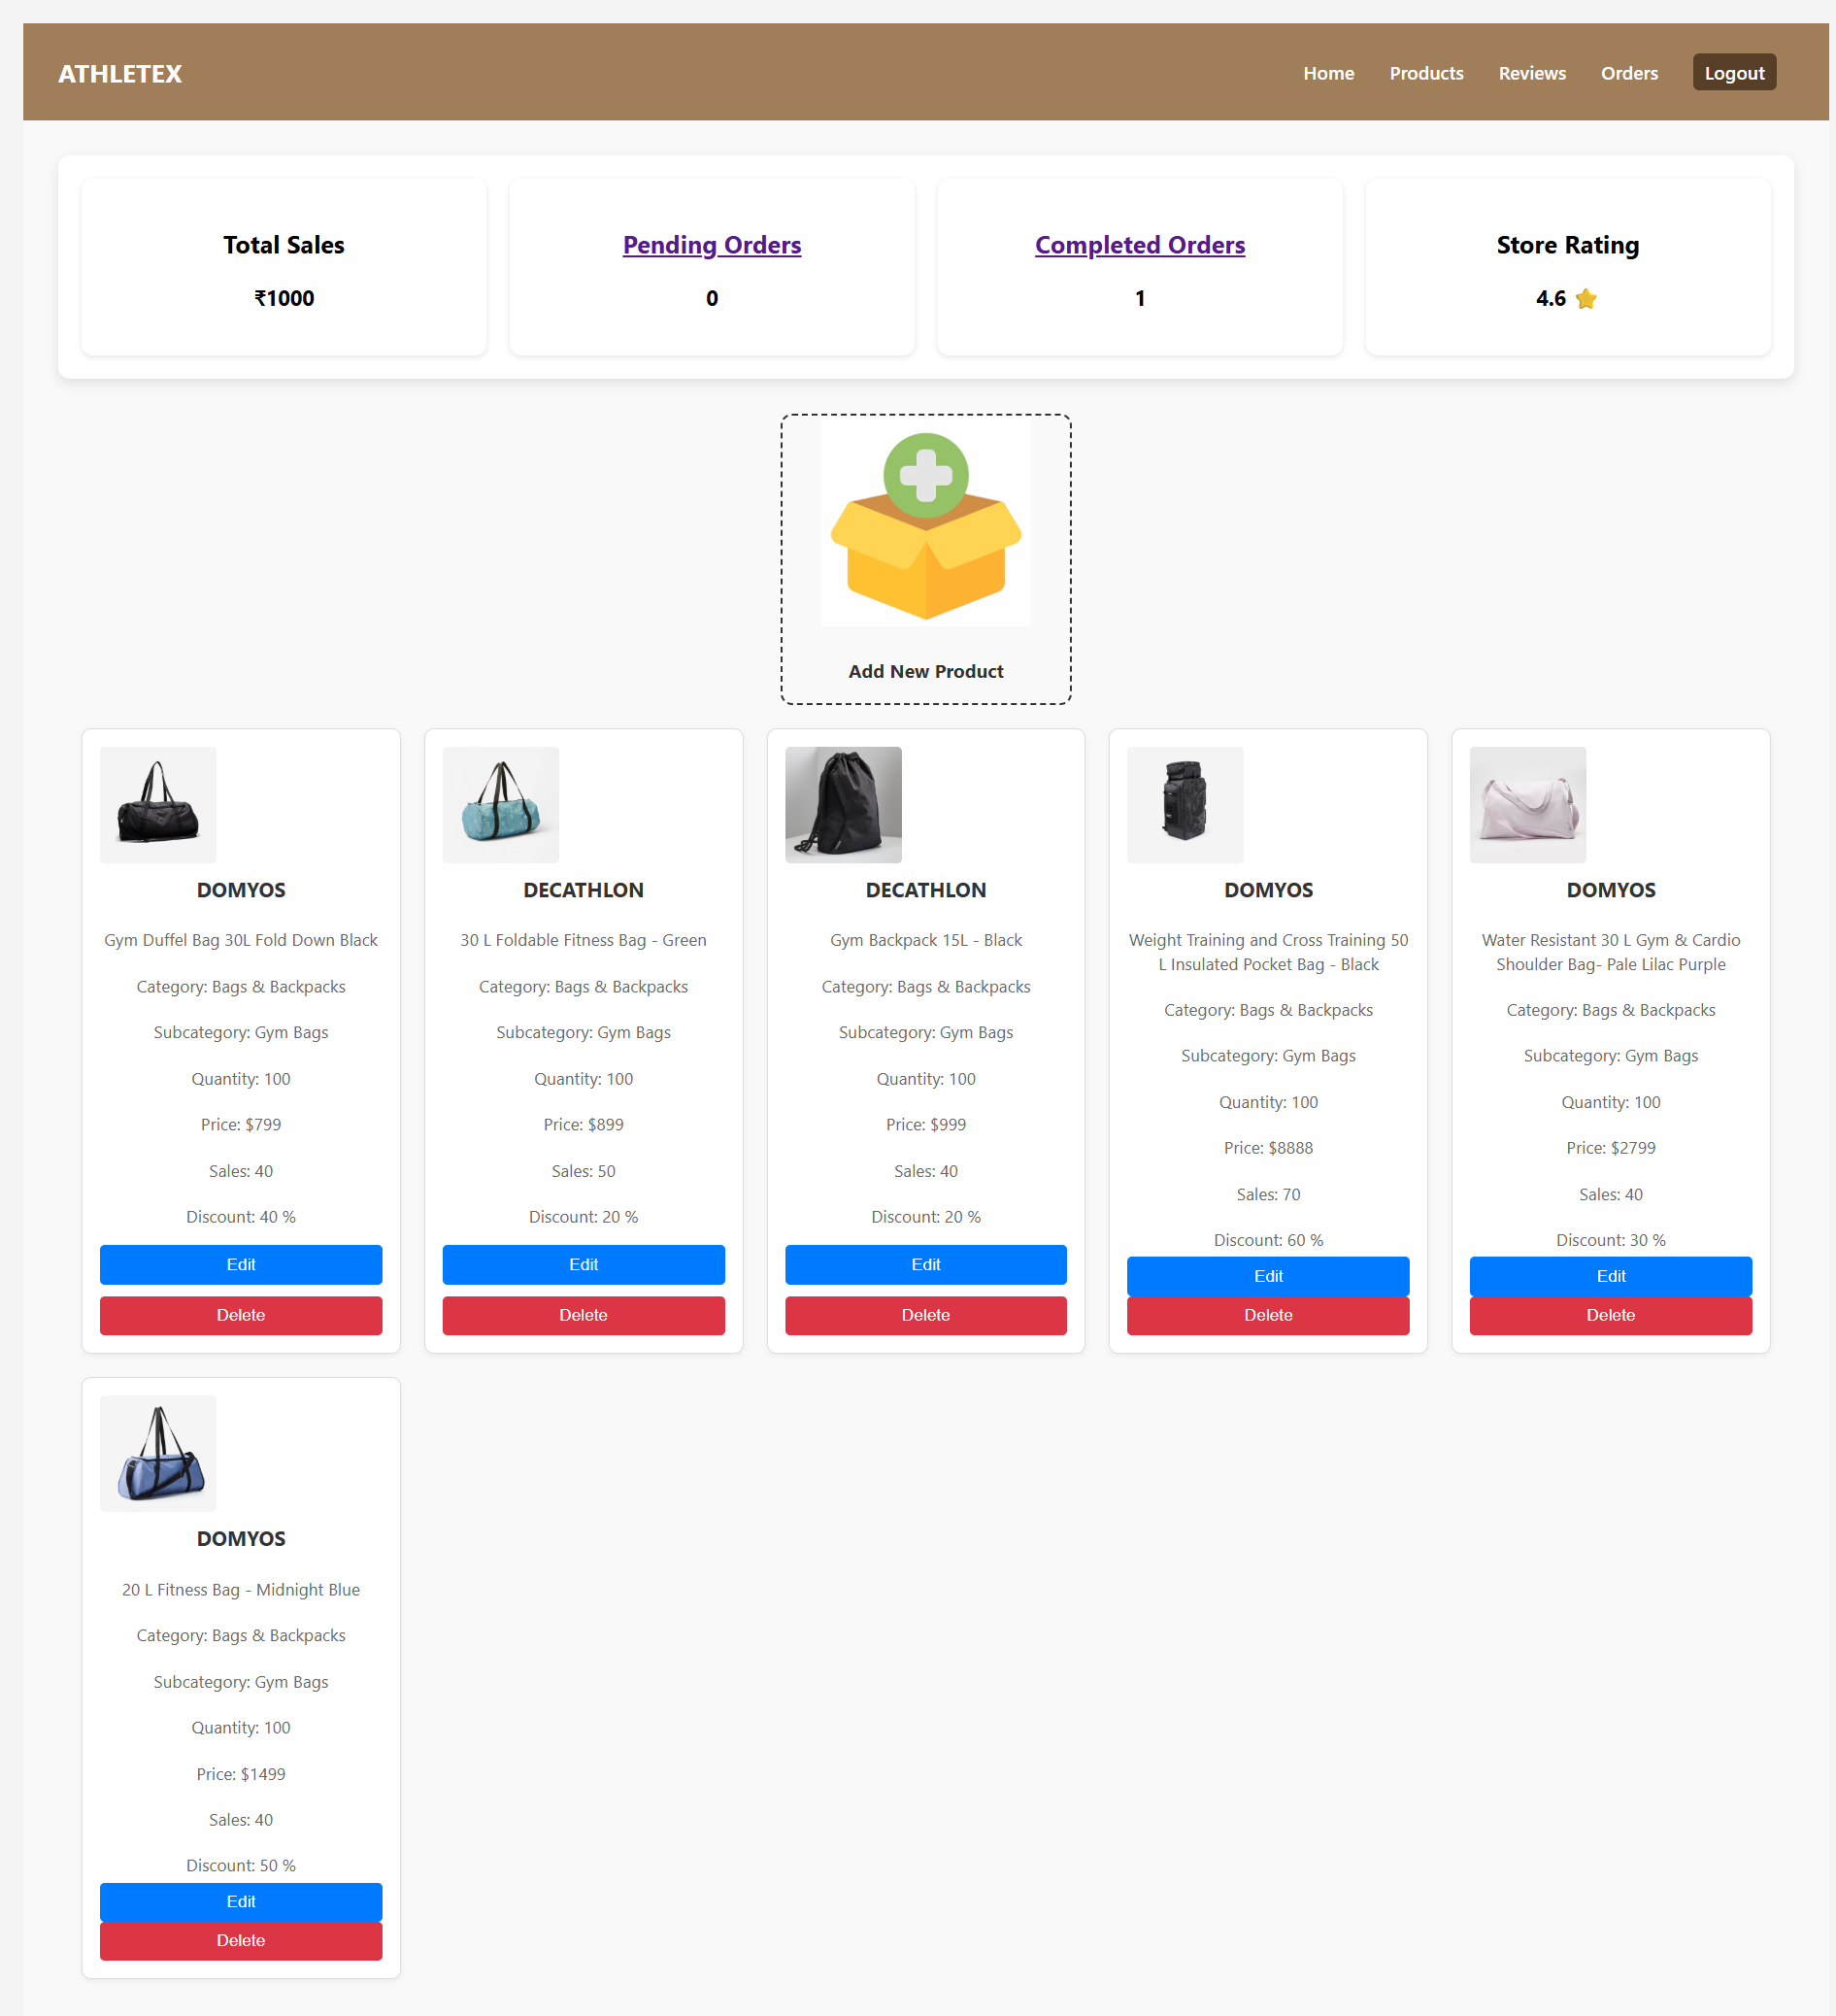 ATHLETEX
Home Products Reviews Orders Logout
Total Sales
₹1000
Pending Orders
0
Completed Orders
1
Store Rating
4.6
Add New Product
DOMYOS
Gym Duffel Bag 30L Fold Down Black
Category: Bags & Backpacks
Subcategory: Gym Bags
Quantity: 100
Price: $799
Sales: 40
Discount: 40 %
Edit
Delete
DECATHLON
30 L Foldable Fitness Bag - Green
Category: Bags & Backpacks
Subcategory: Gym Bags
Quantity: 100
Price: $899
Sales: 50
Discount: 20 %
Edit
Delete
DECATHLON
Gym Backpack 15L - Black
Category: Bags & Backpacks
Subcategory: Gym Bags
Quantity: 100
Price: $999
Sales: 40
Discount: 20 %
Edit
Delete
DOMYOS
Weight Training and Cross Training 50
L Insulated Pocket Bag - Black
Category: Bags & Backpacks
Subcategory: Gym Bags
Quantity: 100
Price: $8888
Sales: 70
Discount: 60 %
Edit
Delete
DOMYOS
Water Resistant 30 L Gym & Cardio
Shoulder Bag- Pale Lilac Purple
Category: Bags & Backpacks
Subcategory: Gym Bags
Quantity: 100
Price: $2799
Sales: 40
Discount: 30 %
Edit
Delete
DOMYOS
20 L Fitness Bag - Midnight Blue
Category: Bags & Backpacks
Subcategory: Gym Bags
Quantity: 100
Price: $1499
Sales: 40
Discount: 50 %
Edit
Delete